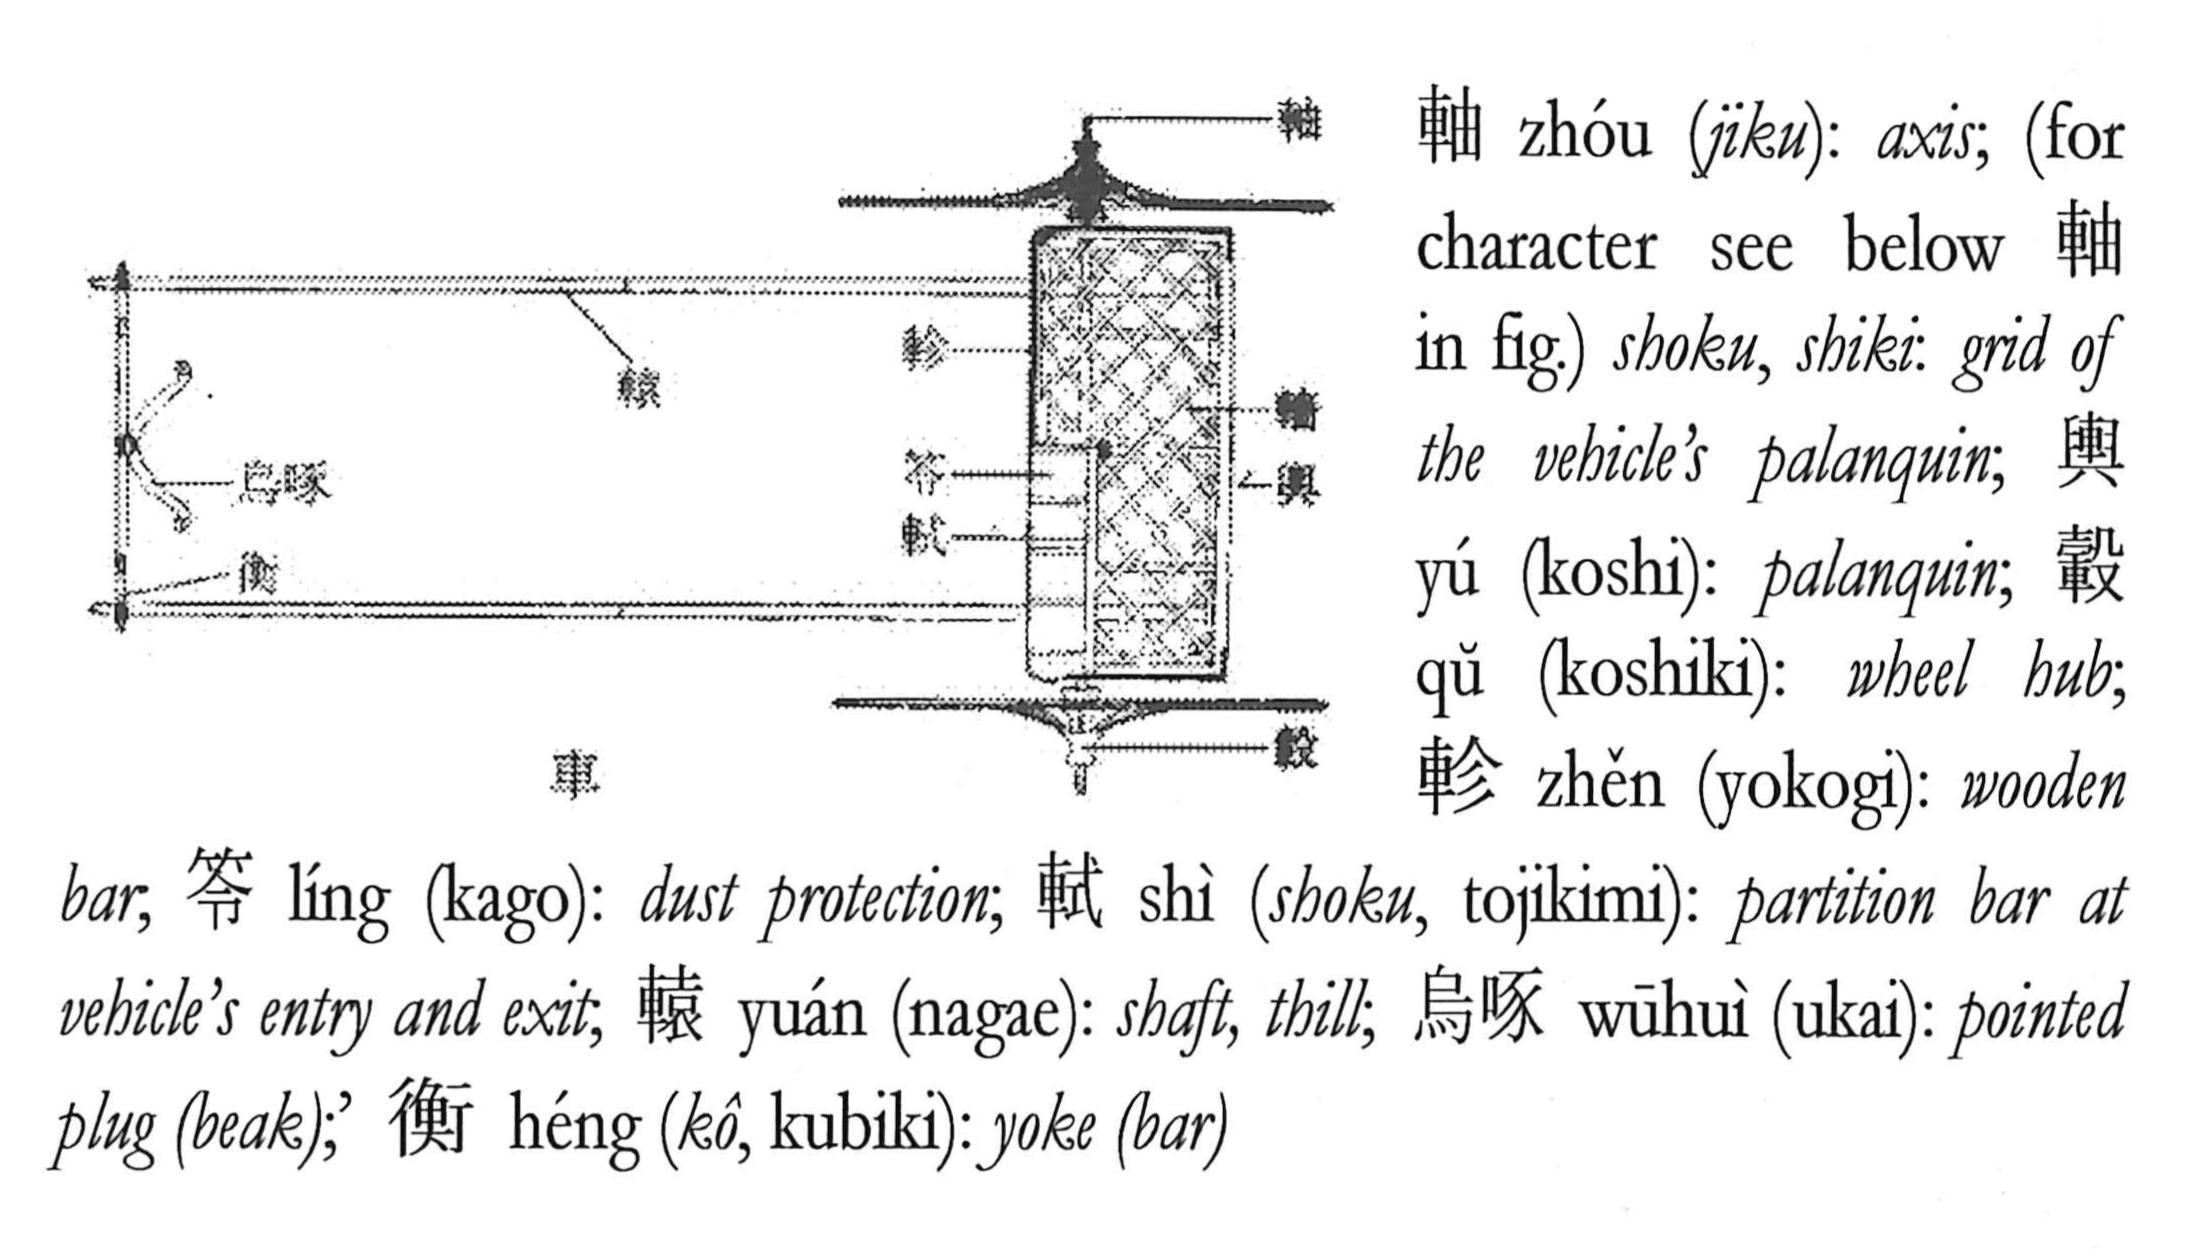 軸
軫
轅
笭
輿
軾
烏啄
衡
車
軸 zhóu (jïku): axis; (for
character see below 軸
in fig.) shoku, shiki: grid of
the vehicle’s palanquin; 輿
yú (koshi): palanquin; 轂
qŭ (koshiki): wheel hub;
軫 zhěn (yokogi): wooden
bar; 笭 líng (kago): dust protection; 軾 shì (shoku, tojikimi): partition bar at
vehicle’s entry and exit; 轅 yuán (nagae): shaft, thill; 烏啄 wūhuì (ukai): pointed
plug (beak);’ 衡 héng (kô, kubiki): yoke (bar)